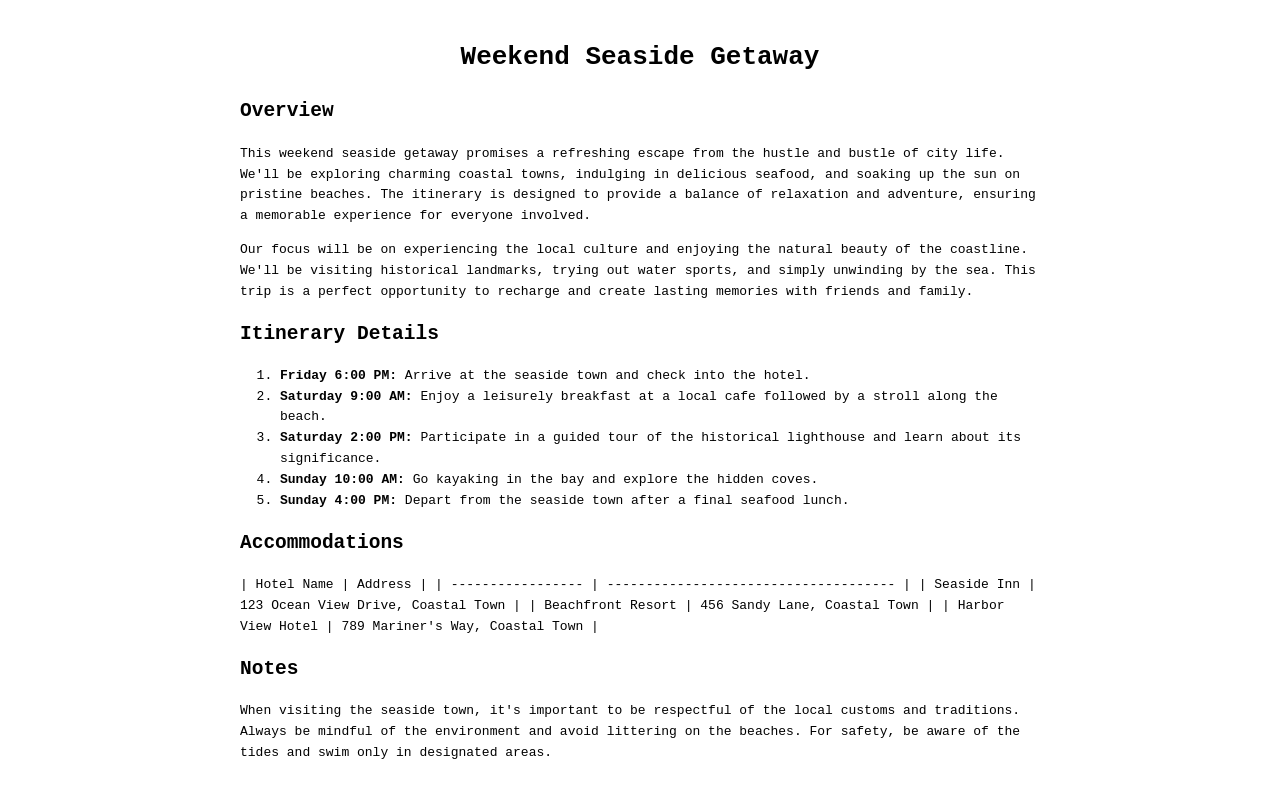 Weekend Seaside Getaway
Overview
This weekend seaside getaway promises a refreshing escape from the hustle and bustle of city life.
We'll be exploring charming coastal towns, indulging in delicious seafood, and soaking up the sun on
pristine beaches. The itinerary is designed to provide a balance of relaxation and adventure, ensuring
a memorable experience for everyone involved.
Our focus will be on experiencing the local culture and enjoying the natural beauty of the coastline.
We'll be visiting historical landmarks, trying out water sports, and simply unwinding by the sea. This
trip is a perfect opportunity to recharge and create lasting memories with friends and family.
Itinerary Details
1. Friday 6:00 PM: Arrive at the seaside town and check into the hotel.
2. Saturday 9:00 AM: Enjoy a leisurely breakfast at a local cafe followed by a stroll along the
beach.
3. Saturday 2:00 PM: Participate in a guided tour of the historical lighthouse and learn about its
significance.
4. Sunday 10:00 AM: Go kayaking in the bay and explore the hidden coves.
5. Sunday 4:00 PM: Depart from the seaside town after a final seafood lunch.
Accommodations
| Hotel Name | Address | | ----------------- | ------------------------------------- | | Seaside Inn |
123 Ocean View Drive, Coastal Town | | Beachfront Resort | 456 Sandy Lane, Coastal Town | | Harbor
View Hotel | 789 Mariner's Way, Coastal Town |
Notes
When visiting the seaside town, it's important to be respectful of the local customs and traditions.
Always be mindful of the environment and avoid littering on the beaches. For safety, be aware of the
tides and swim only in designated areas.